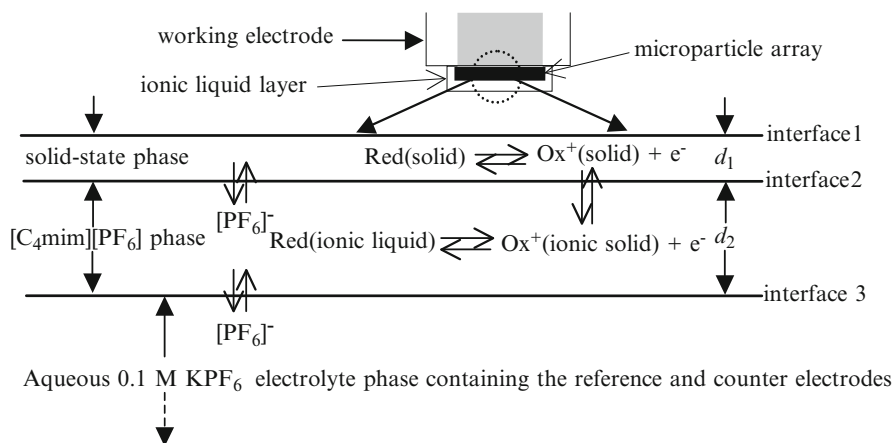 working electrode
microparticle array
ionic liquid layer
interface1
solid-state phase
Red(solid) ⇌ Ox⁺(solid) + e⁻
d₁
interface2
[PF₆]⁻
[C₄mim][PF₆] phase
Red(ionic liquid) ⇌ Ox⁺(ionic solid) + e⁻
d₂
interface 3
[PF₆]⁻
Aqueous 0.1 M KPF₆ electrolyte phase containing the reference and counter electrodes